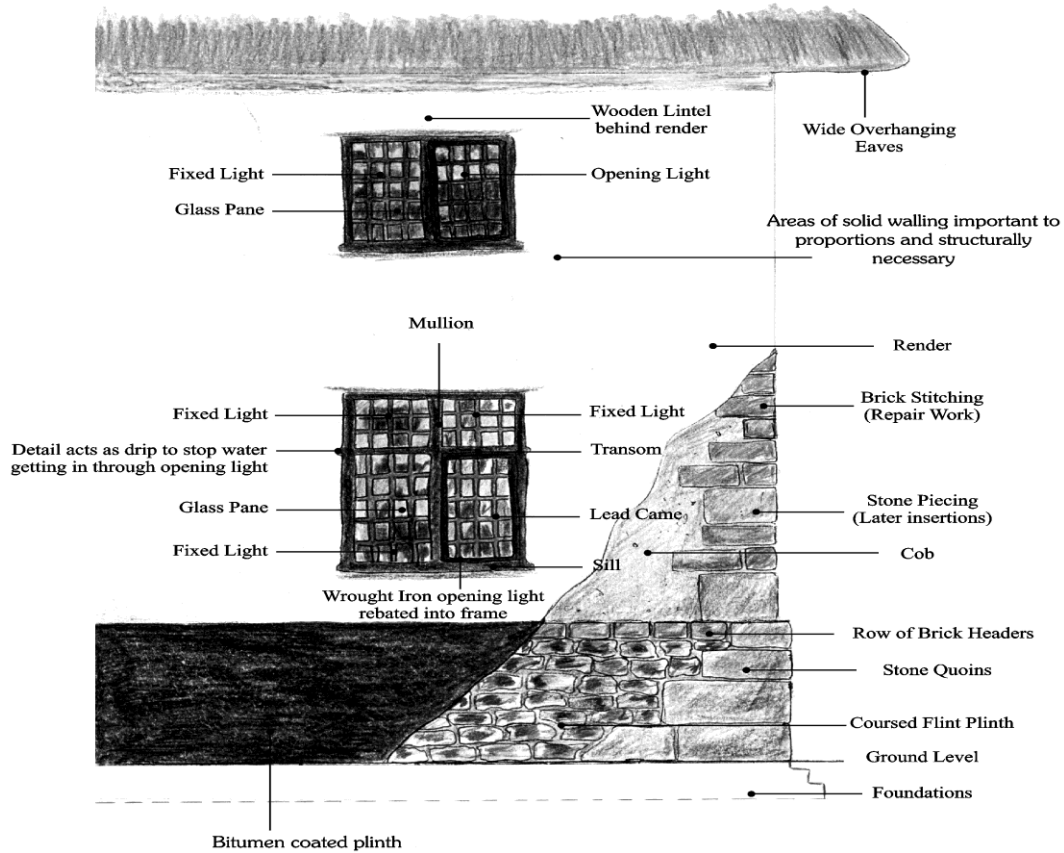 Wooden Lintel
behind render
Wide Overhanging
Eaves
Fixed Light
Opening Light
Glass Pane
Areas of solid walling important to
proportions and structurally
necessary
Mullion
Render
Brick Stitching
(Repair Work)
Fixed Light
Fixed Light
Detail acts as drip to stop water
getting in through opening light
Transom
Glass Pane
Lead Came
Stone Piecing
(Later insertions)
Fixed Light
Cob
Sill
Wrought Iron opening light
rebated into frame
Row of Brick Headers
Stone Quoins
Coursed Flint Plinth
Ground Level
Foundations
Bitumen coated plinth